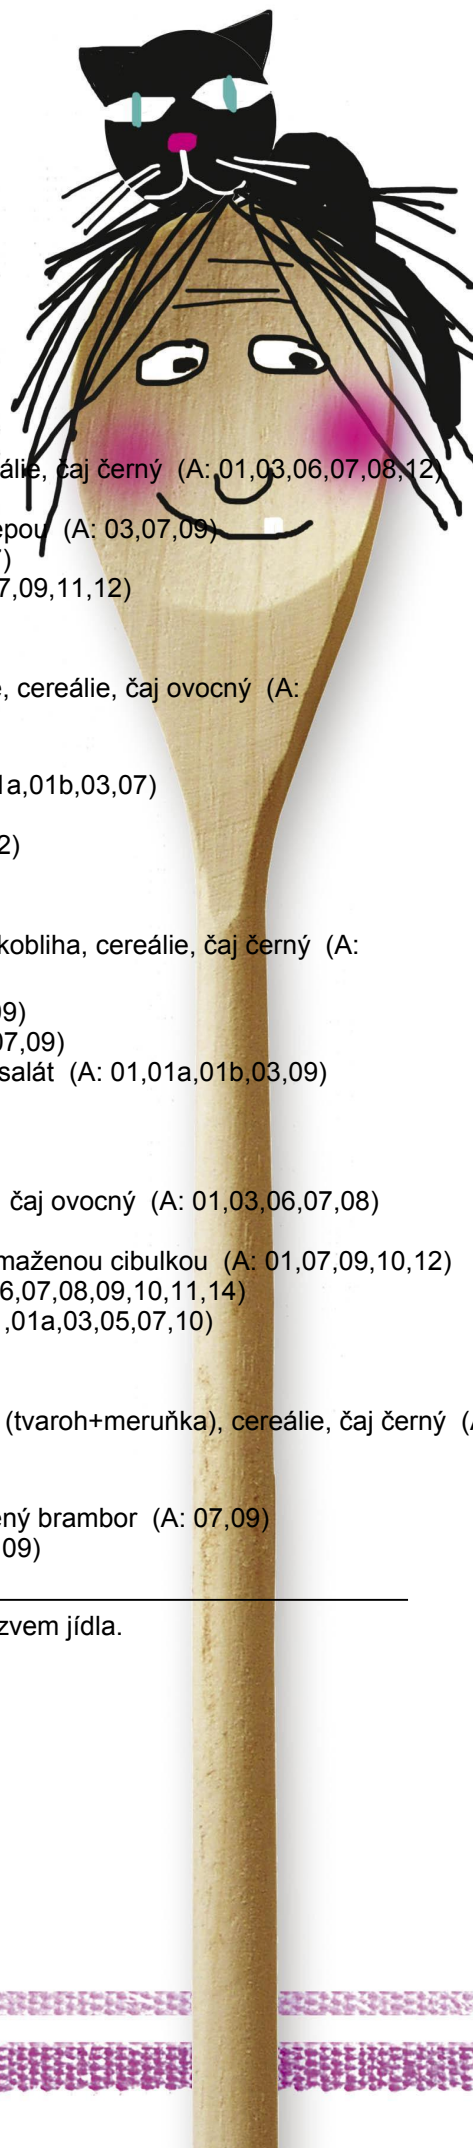 álie, čaj černý (A: 01,03,06,07,08,12)
epou (A: 03,07,09)
)
7,09,11,12)
, cereálie, čaj ovocný (A:
1a,01b,03,07)
2)
kobliha, cereálie, čaj černý (A:
09)
07,09)
salát (A: 01,01a,01b,03,09)
čaj ovocný (A: 01,03,06,07,08)
maženou cibulkou (A: 01,07,09,10,12)
6,07,08,09,10,11,14)
,01a,03,05,07,10)
(tvaroh+meruňka), cereálie, čaj černý (A
ený brambor (A: 07,09)
,09)
zvem jídla.